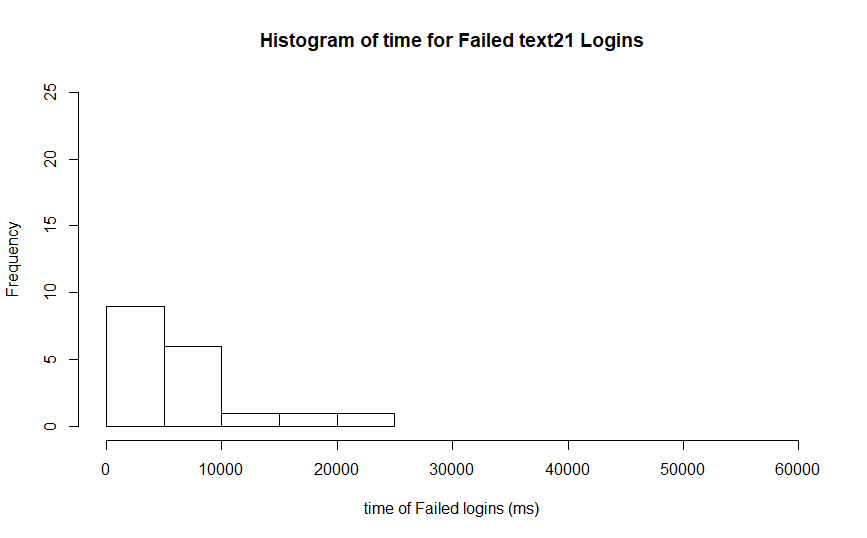 Histogram of time for Failed text21 Logins
Frequency
25
20
15
10
5
0
0 10000 20000 30000 40000 50000 60000
time of Failed logins (ms)